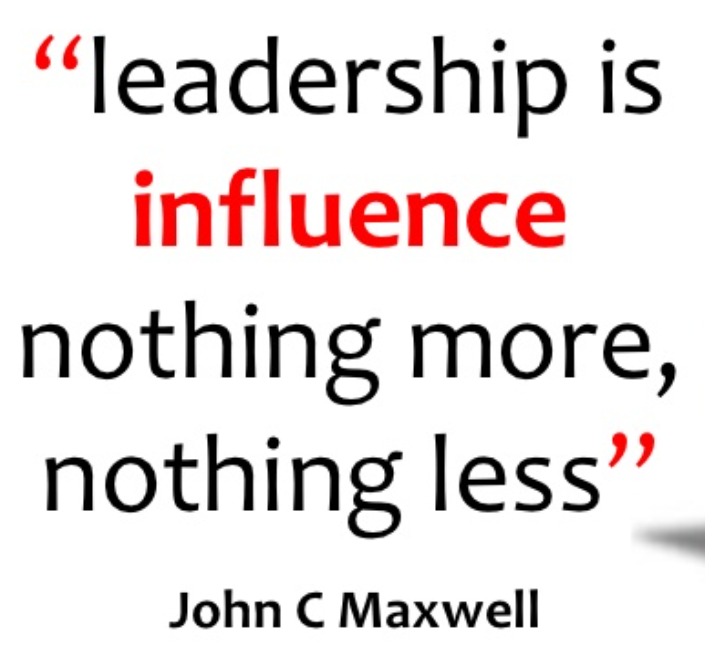 “leadership is
influence
nothing more,
nothing less”
John C Maxwell